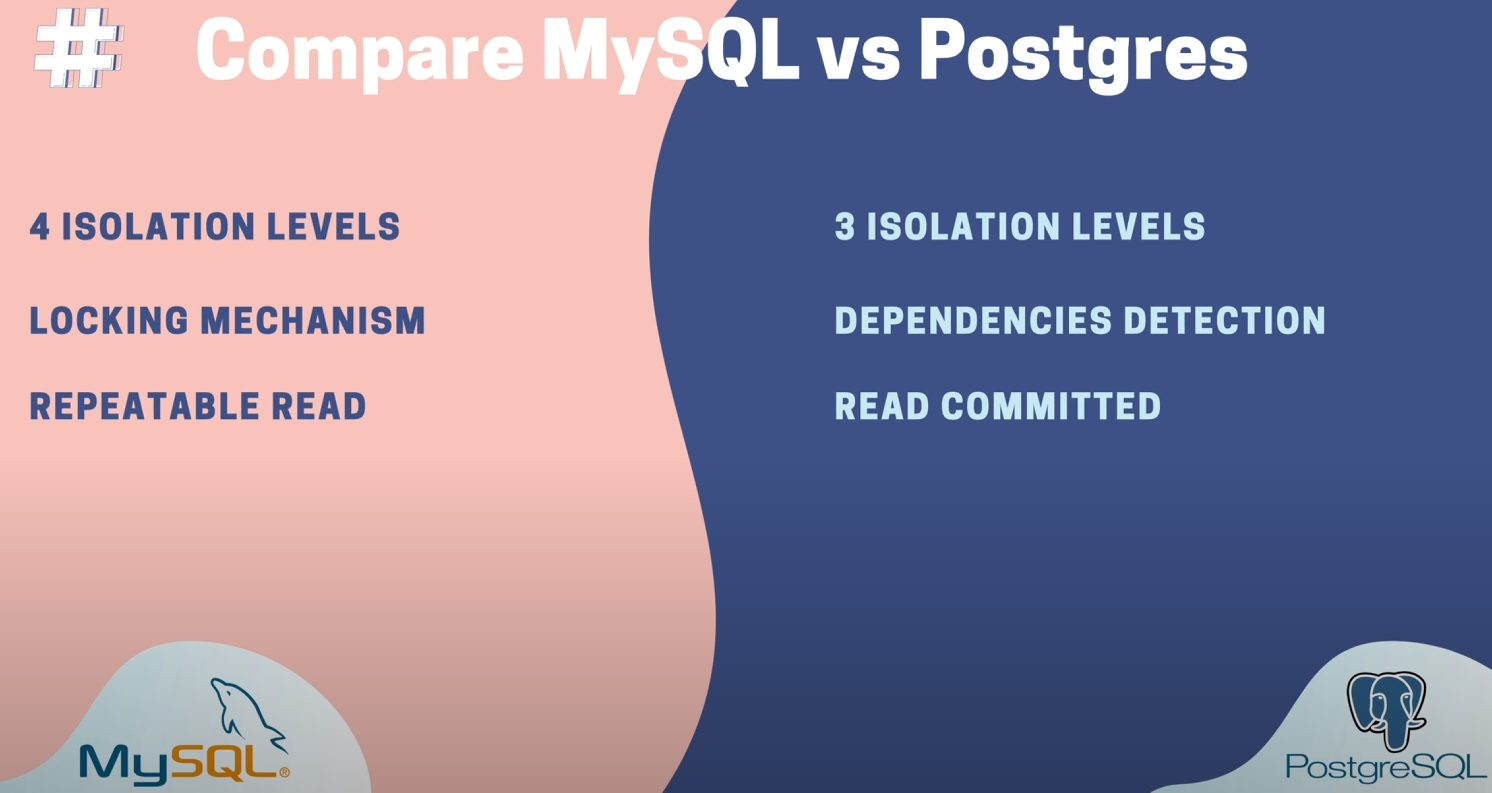 # Compare MySQL vs Postgres
4 ISOLATION LEVELS
LOCKING MECHANISM
REPEATABLE READ
3 ISOLATION LEVELS
DEPENDENCIES DETECTION
READ COMMITTED
MySQL®
PostgreSQL